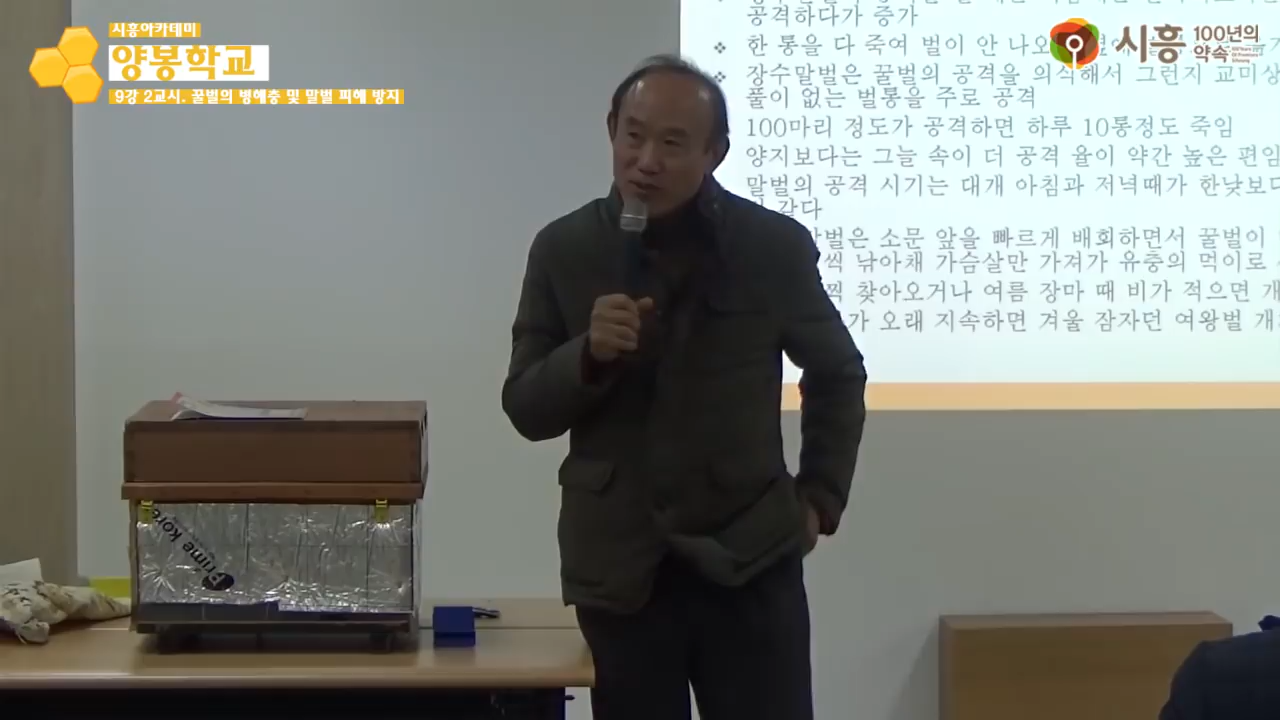 시흥아카데미
양봉학교
9강 2교시. 꿀벌의 병해충 및 말벌 피해 방지
시흥 100년의 약속
공격하다가 증가
한 통을 다 죽여 벌이 안 나오
장수말벌은 꿀벌의 공격을 의식해서 그런지 교미상
풀이 없는 벌통을 주로 공격
100마리 정도가 공격하면 하루 10통정도 죽임
양지보다는 그늘 속이 더 공격 율이 약간 높은 편임
말벌의 공격 시기는 대개 아침과 저녁때가 한낮보다
같다
말벌은 소문 앞을 빠르게 배회하면서 꿀벌이
씩 낚아채 가슴살만 가져가 유충의 먹이로
찍 찾아오거나 여름 장마 때 비가 적으면 개
가 오래 지속하면 겨울 잠자던 여왕벌 개
Prime kore